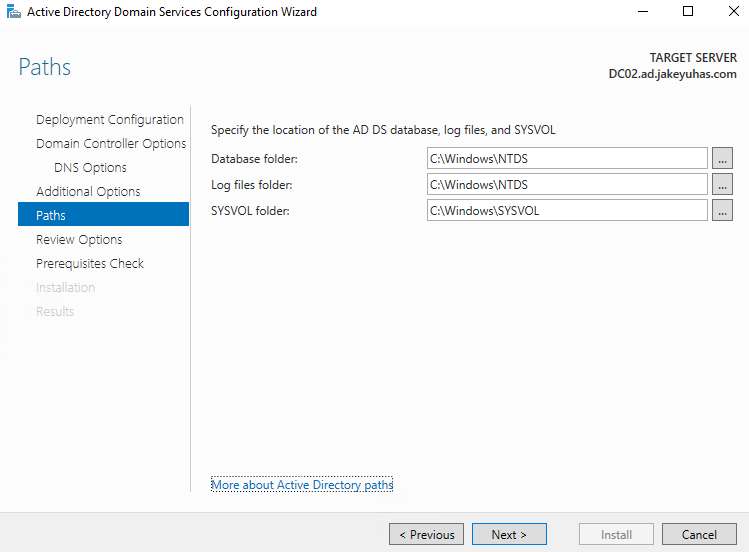 Active Directory Domain Services Configuration Wizard
Paths
TARGET SERVER
DC02.ad.jakeyuhas.com
Deployment Configuration
Domain Controller Options
DNS Options
Additional Options
Paths
Review Options
Prerequisites Check
Installation
Results
Specify the location of the AD DS database, log files, and SYSVOL
Database folder: C:\Windows\NTDS ...
Log files folder: C:\Windows\NTDS ...
SYSVOL folder: C:\Windows\SYSVOL ...
More about Active Directory paths
< Previous Next > Install Cancel